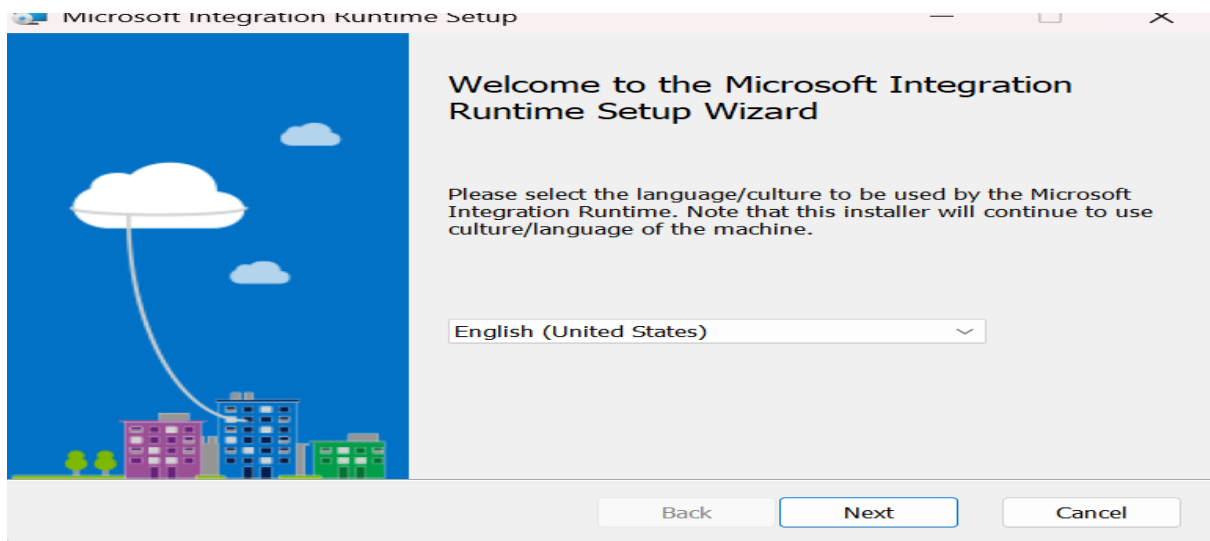 Microsoft Integration Runtime Setup
Welcome to the Microsoft Integration
Runtime Setup Wizard
Please select the language/culture to be used by the Microsoft
Integration Runtime. Note that this installer will continue to use
culture/language of the machine.
English (United States)
Back
Next
Cancel